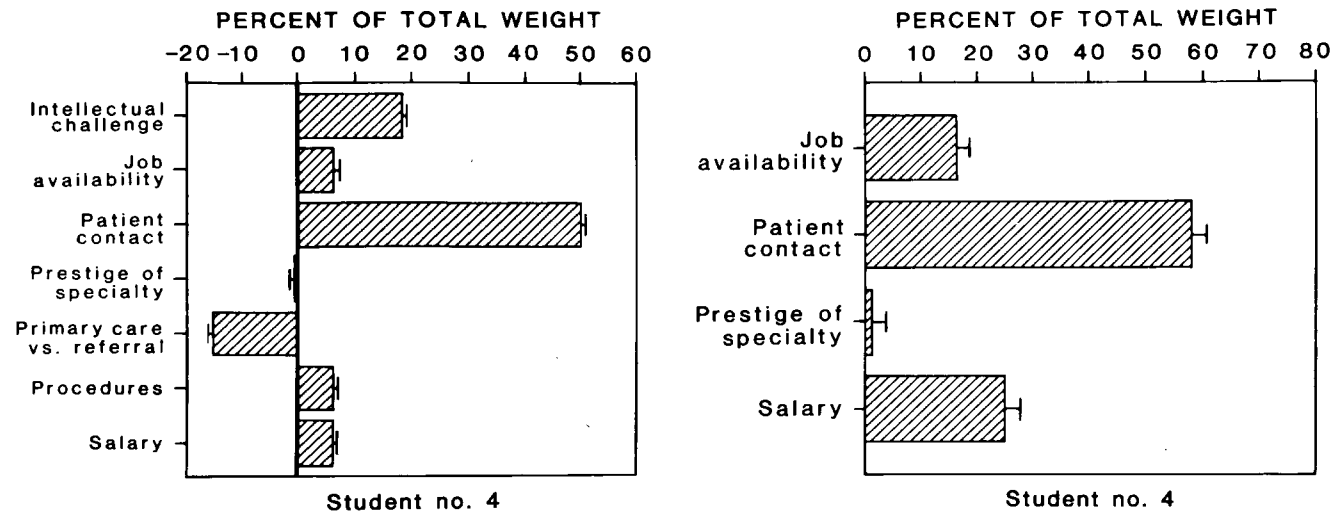 PERCENT OF TOTAL WEIGHT
-20 -10 0 10 20 30 40 50 60
Intellectual
challenge
Job
availability
Patient
contact
Prestige of
specialty
Primary care
vs. referral
Procedures
Salary
Student no. 4
PERCENT OF TOTAL WEIGHT
0 10 20 30 40 50 60 70 80
Job
availability
Patient
contact
Prestige of
specialty
Salary
Student no. 4